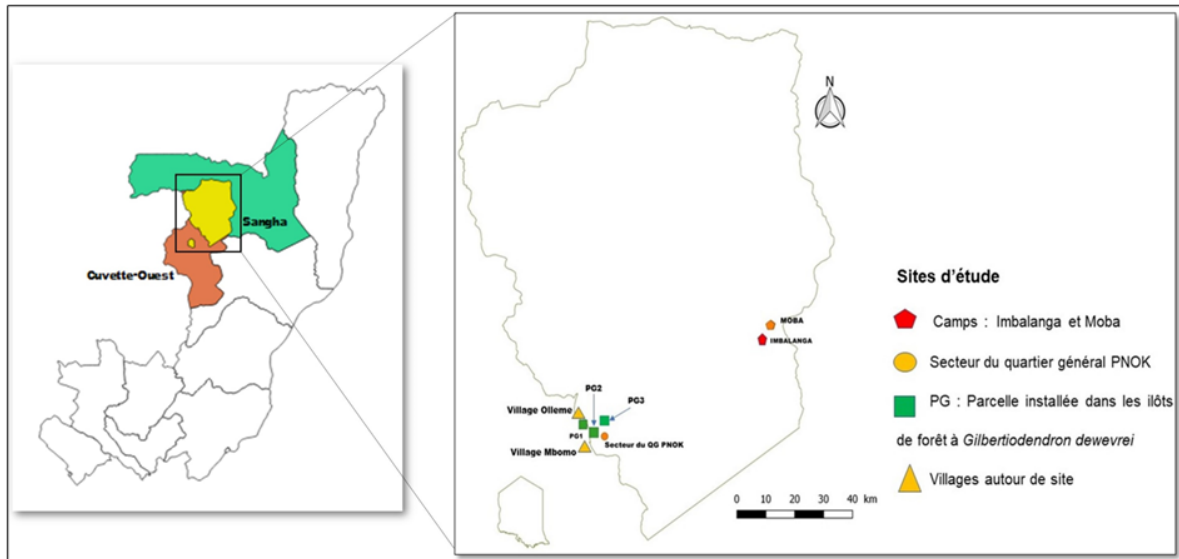 Sangha
Cuvette-Ouest
N
MOBA
IMBALANGA
PG2
PG3
Village Olleme
PG1
Secteur du QG PNOK
Village Mbomo
0 10 20 30 40 km
Sites d'étude
Camps : Imbalanga et Moba
Secteur du quartier général PNOK
PG : Parcelle installée dans les ilôts
de forêt à Gilbertiodendron dewevrei
Villages autour de site